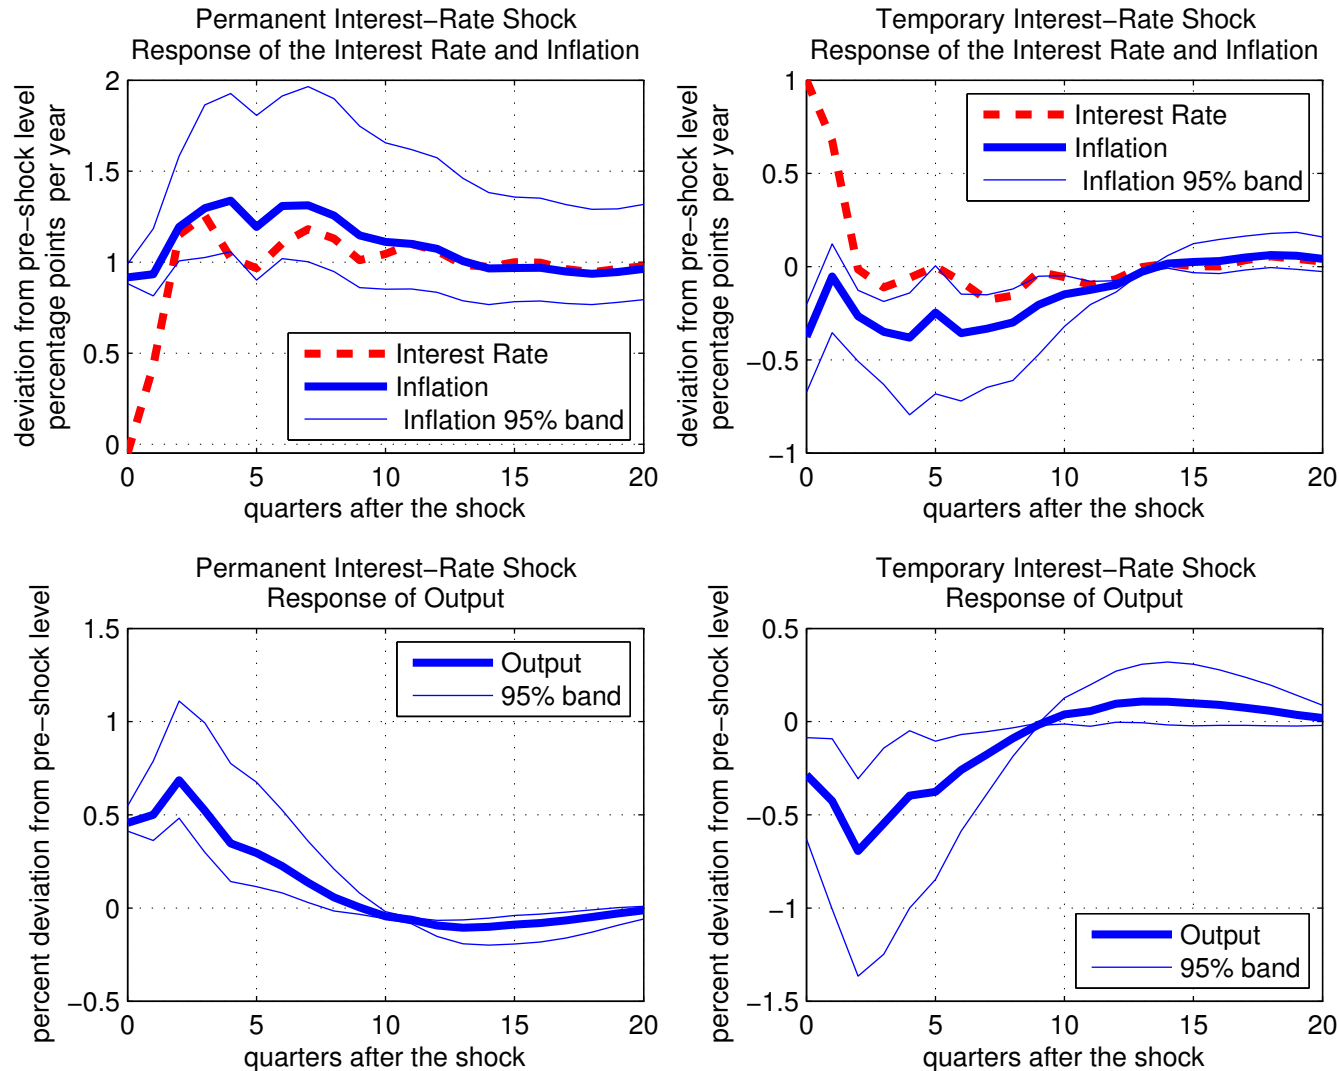 Permanent Interest−Rate Shock
Response of the Interest Rate and Inflation
deviation from pre−shock level
percentage points  per year
2
1.5
1
0.5
0
Interest Rate
Inflation
Inflation 95% band
0
5
10
15
20
quarters after the shock
Temporary Interest−Rate Shock
Response of the Interest Rate and Inflation
deviation from pre−shock level
percentage points  per year
1
0.5
0
−0.5
−1
Interest Rate
Inflation
Inflation 95% band
0
5
10
15
20
quarters after the shock
Permanent Interest−Rate Shock
Response of Output
percent deviation from pre−shock level
1.5
1
0.5
0
−0.5
Output
95% band
0
5
10
15
20
quarters after the shock
Temporary Interest−Rate Shock
Response of Output
percent deviation from pre−shock level
0.5
0
−0.5
−1
−1.5
Output
95% band
0
5
10
15
20
quarters after the shock